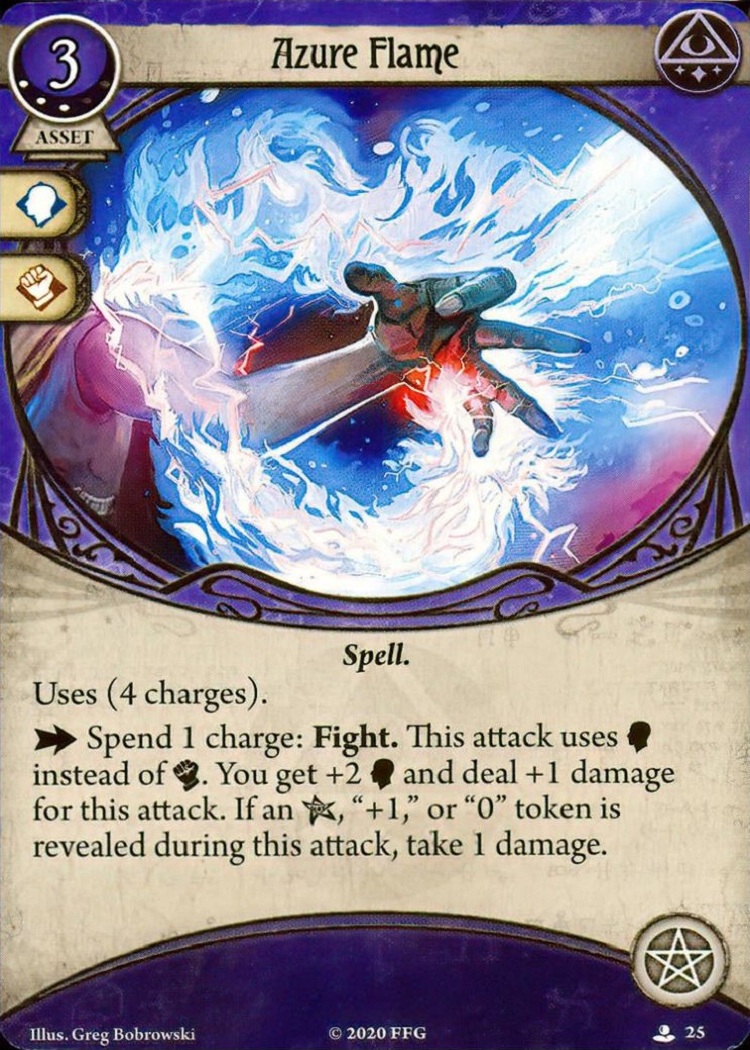 3
Azure Flame
ASSET
Spell.
Uses (4 charges).
Spend 1 charge: Fight. This attack uses
instead of . You get +2 and deal +1 damage
for this attack. If an , “+1,” or “0” token is
revealed during this attack, take 1 damage.
Illus. Greg Bobrowski
© 2020 FFG
25